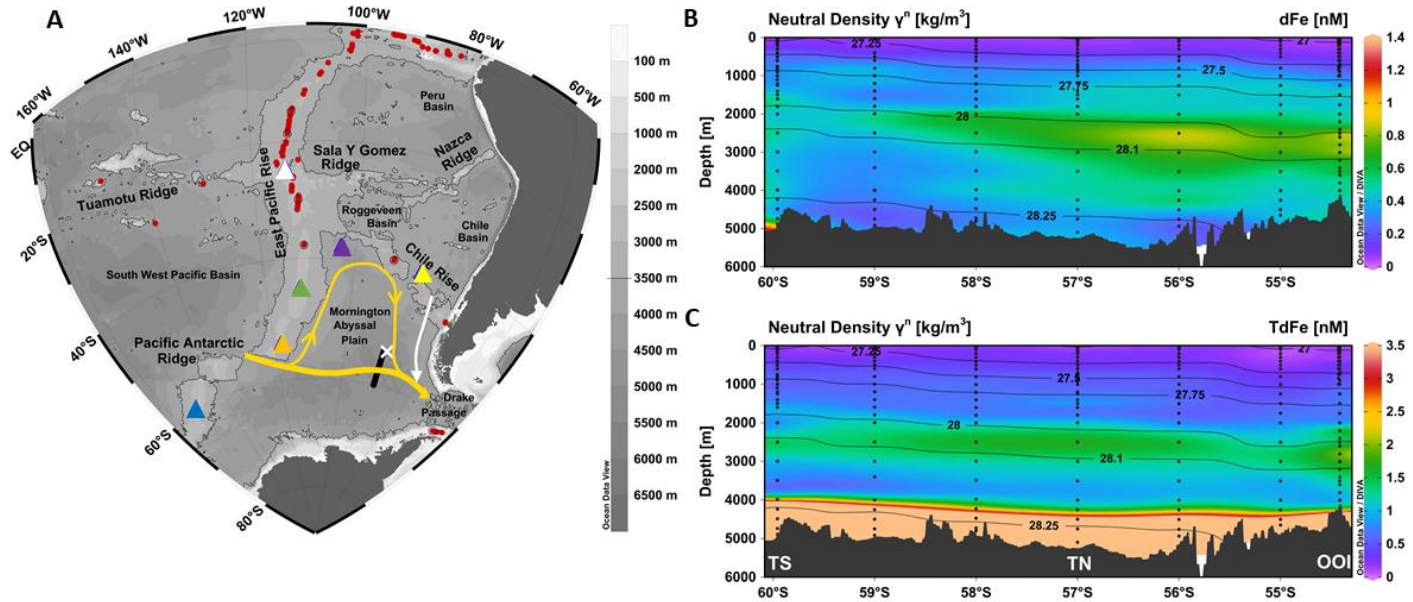 A
120°W
100°W
140°W
80°W
160°W
60°W
EQ
20°S
40°S
60°S
80°S
Peru
Basin
Nazca
Ridge
Sala Y Gomez
Ridge
East Pacific Rise
Tuamotu Ridge
Roggeveen
Basin
Chile
Basin
South West Pacific Basin
Chile Rise
Mornington
Abyssal
Plain
Pacific Antarctic
Ridge
Drake
Passage
100 m
500 m
1000 m
2000 m
2500 m
3000 m
3500 m
4000 m
4500 m
5000 m
5500 m
6000 m
6500 m
Ocean Data View
B
Neutral Density γⁿ [kg/m³]
dFe [nM]
Depth [m]
0
1000
2000
3000
4000
5000
6000
27.25
27
27.5
27.75
28
28.1
28.25
60°S
59°S
58°S
57°S
56°S
55°S
Ocean Data View / DIVA
1.4
1.2
1
0.8
0.6
0.4
0.2
0
C
Neutral Density γⁿ [kg/m³]
TdFe [nM]
Depth [m]
0
1000
2000
3000
4000
5000
6000
27.25
27
27.5
27.75
28
28.1
28.25
TS
TN
OOI
60°S
59°S
58°S
57°S
56°S
55°S
Ocean Data View / DIVA
3.5
3
2.5
2
1.5
1
0.5
0